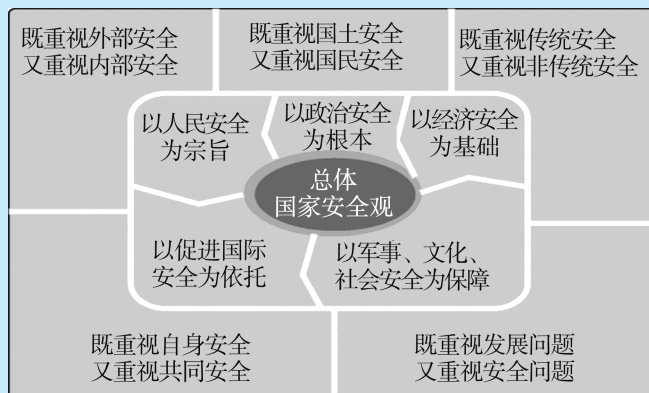 既重视外部安全
又重视内部安全
既重视国土安全
又重视国民安全
既重视传统安全
又重视非传统安全
以人民安全
为宗旨
以政治安全
为根本
以经济安全
为基础
总体
国家安全观
以促进国际
安全为依托
以军事、文化、
社会安全为保障
既重视自身安全
又重视共同安全
既重视发展问题
又重视安全问题